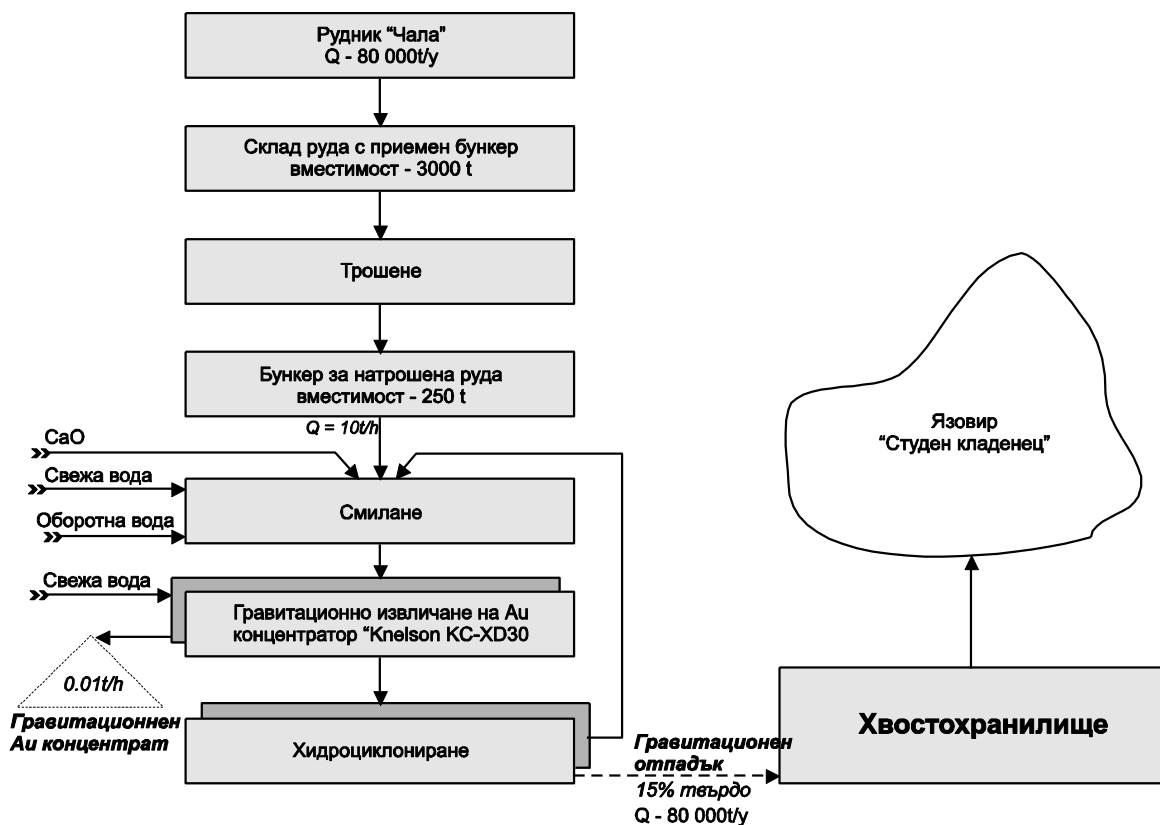 Рудник “Чала”
Q - 80 000t/y
Склад руда с приемен бункер
вместимост - 3000 t
Трошене
Бункер за натрошена руда
вместимост - 250 t
Q = 10t/h
CaO
Свежа вода
Оборотна вода
Смилане
Свежа вода
Гравитационно извличане на Au
концентратор “Knelson KC-XD30
0.01t/h
Гравитационнен
Au концентрат
Хидроциклониране
Гравитационен
отпадък
15% твърдо
Q - 80 000t/y
Язовир
“Студен кладенец”
Хвостохранилище